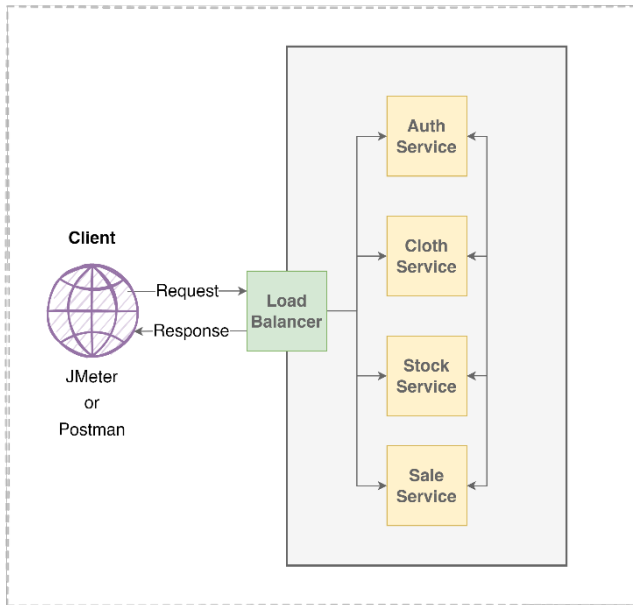 Client
Request
Response
JMeter
or
Postman
Load
Balancer
Auth
Service
Cloth
Service
Stock
Service
Sale
Service